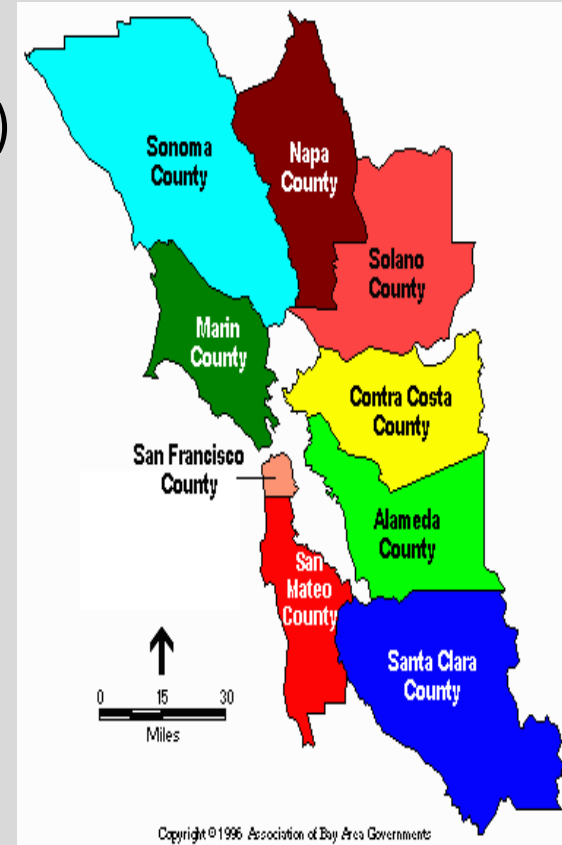 )
Sonoma
County
Napa
County
Solano
County
Marin
County
Contra Costa
County
San Francisco
County
Alameda
County
San
Mateo
County
Santa Clara
County
0 15 30
Miles
Copyright © 1996 Association of Bay Area Governments